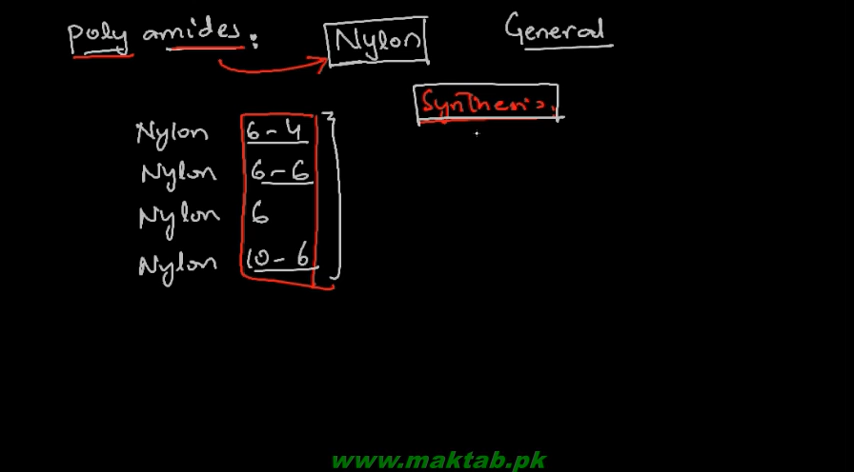 Poly amides: Nylon General
Synthesis.
Nylon 6-4
Nylon 6-6
Nylon 6
Nylon 10-6
www.maktab.pk